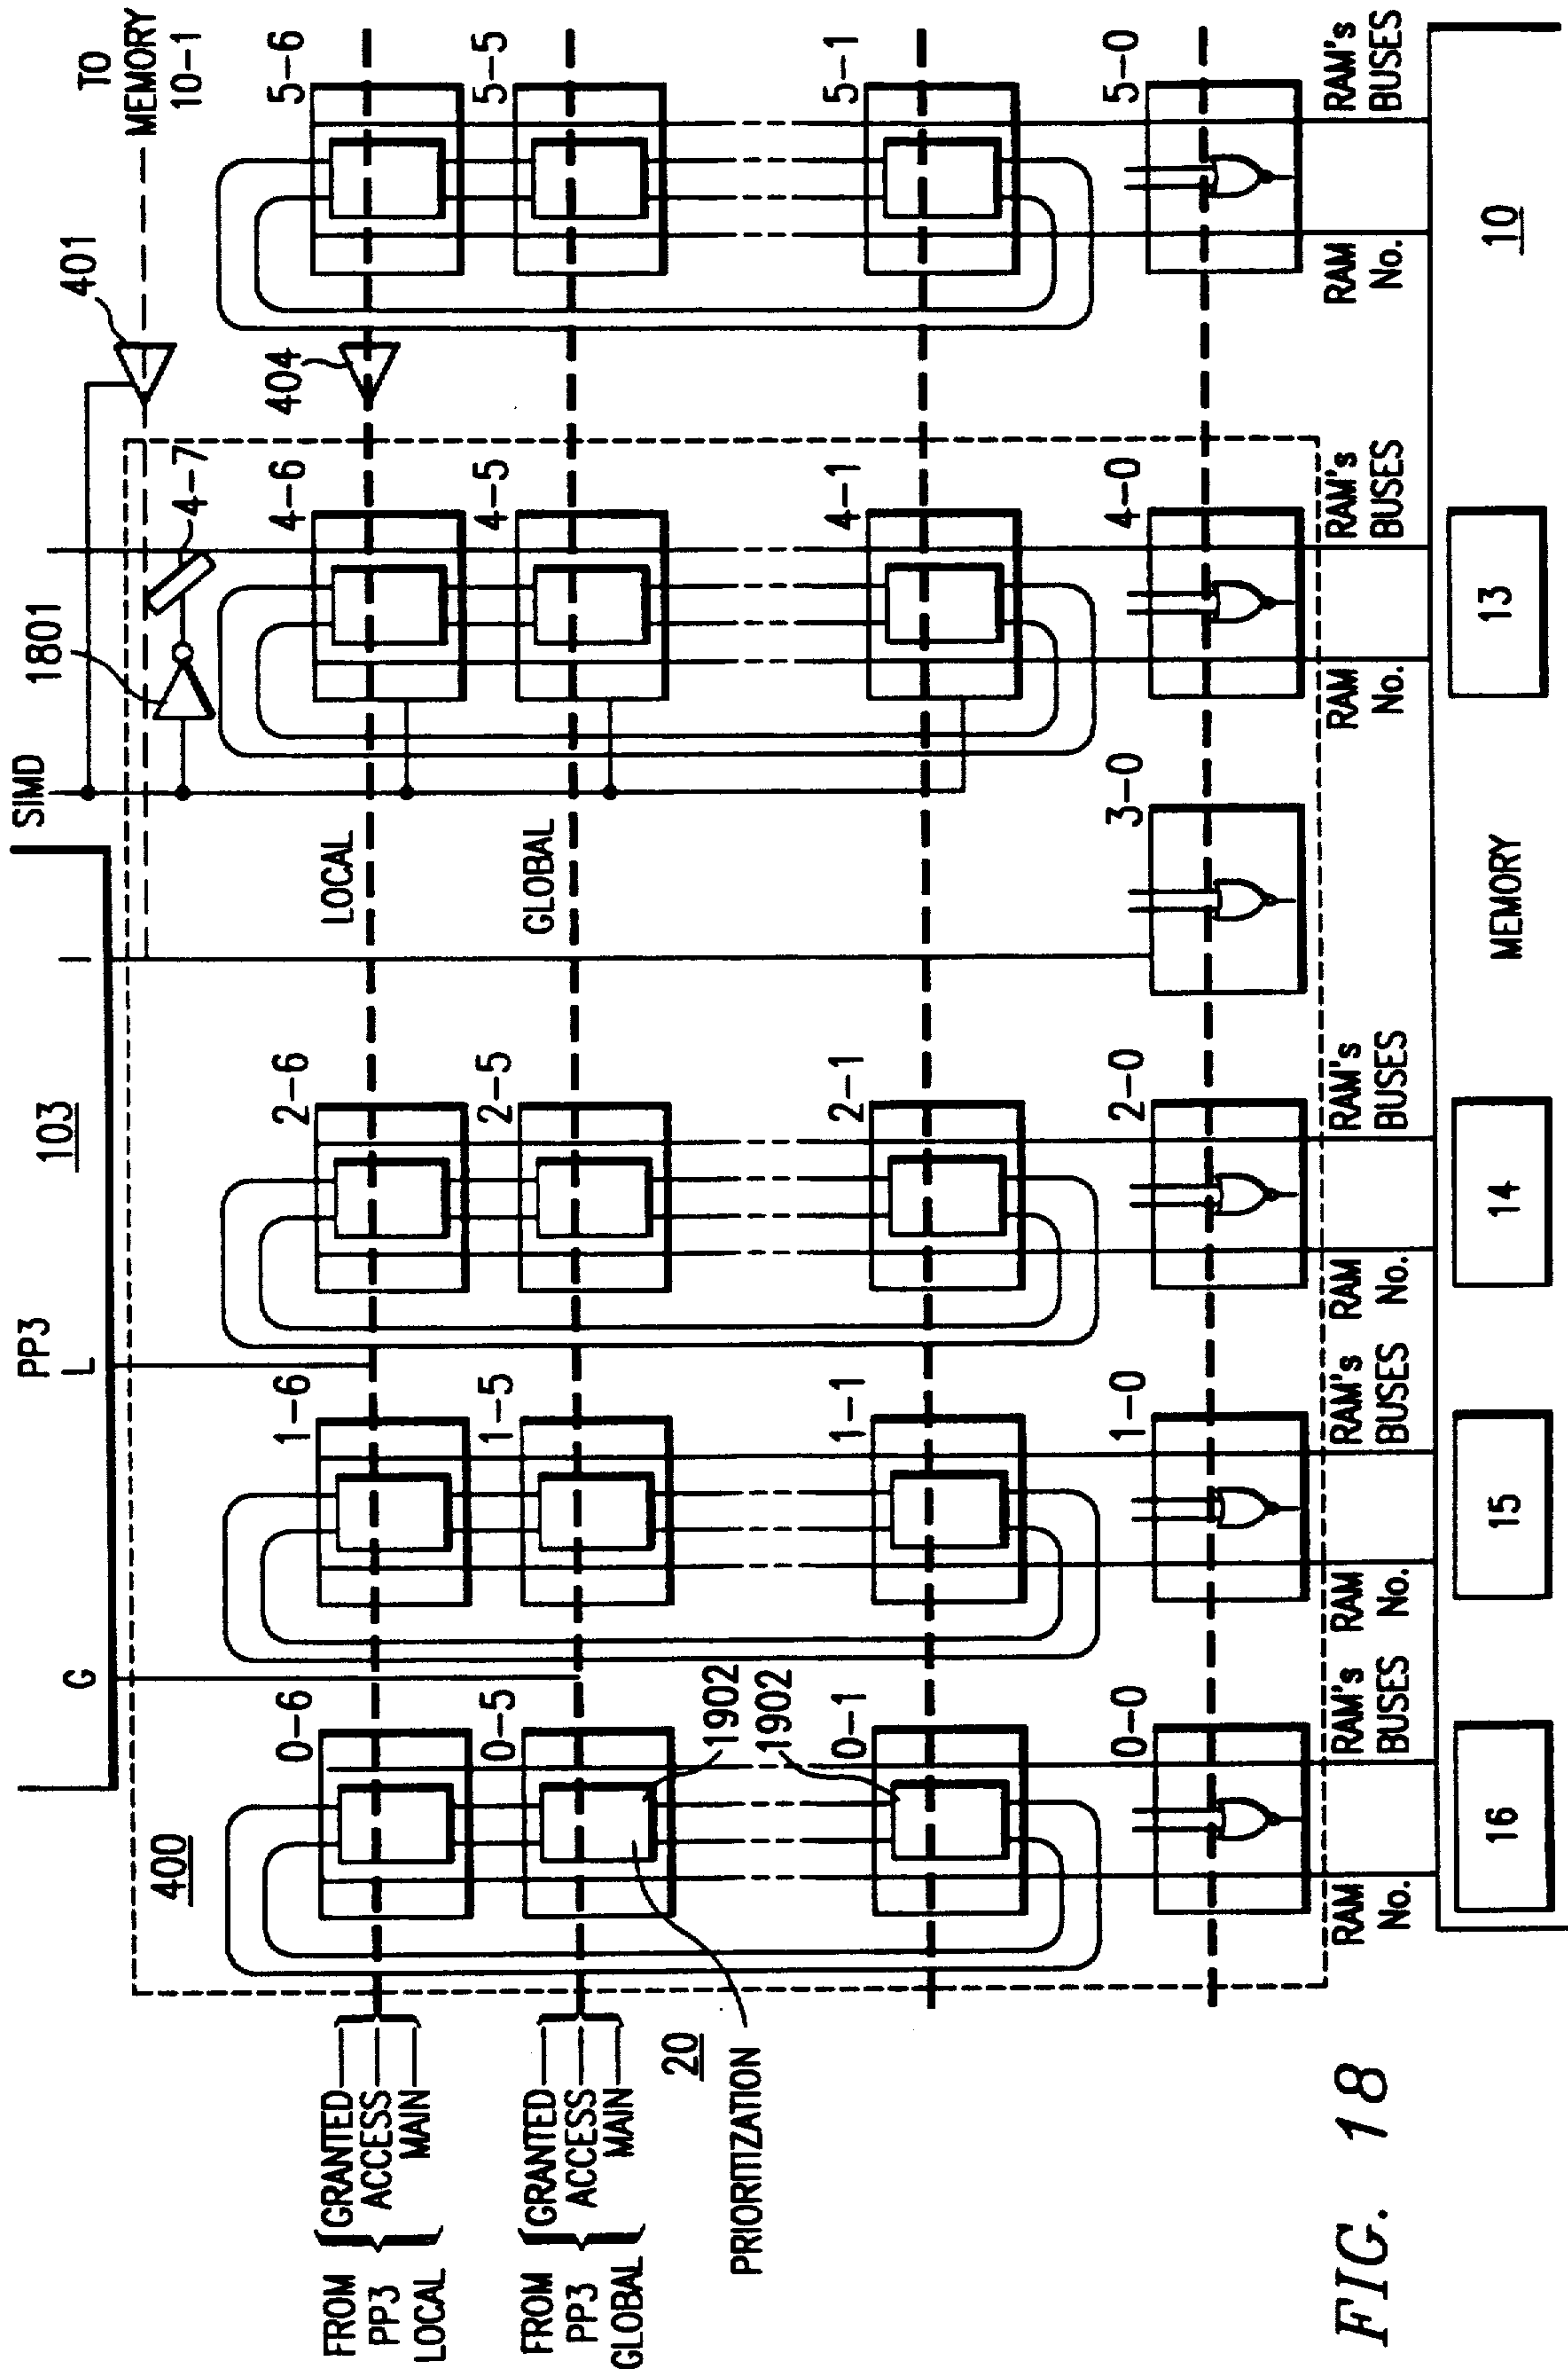 103
PP3
G
L
I
SIMD
401
TO
MEMORY
10-1
400
1801
4-7
404
0-6
1-6
2-6
4-6
5-6
FROM
PP3
LOCAL
GRANTED
ACCESS
MAIN
LOCAL
0-5
1-5
2-5
4-5
5-5
FROM
PP3
GLOBAL
GRANTED
ACCESS
MAIN
GLOBAL
20
PRIORITIZATION
1902
1902
0-1
1-1
2-1
4-1
5-1
0-0
1-0
2-0
3-0
4-0
5-0
RAM
No.
RAM's
BUSES
RAM
No.
RAM's
BUSES
RAM
No.
RAM's
BUSES
RAM
No.
RAM's
BUSES
RAM
No.
RAM's
BUSES
16
15
14
MEMORY
13
10
FIG. 18